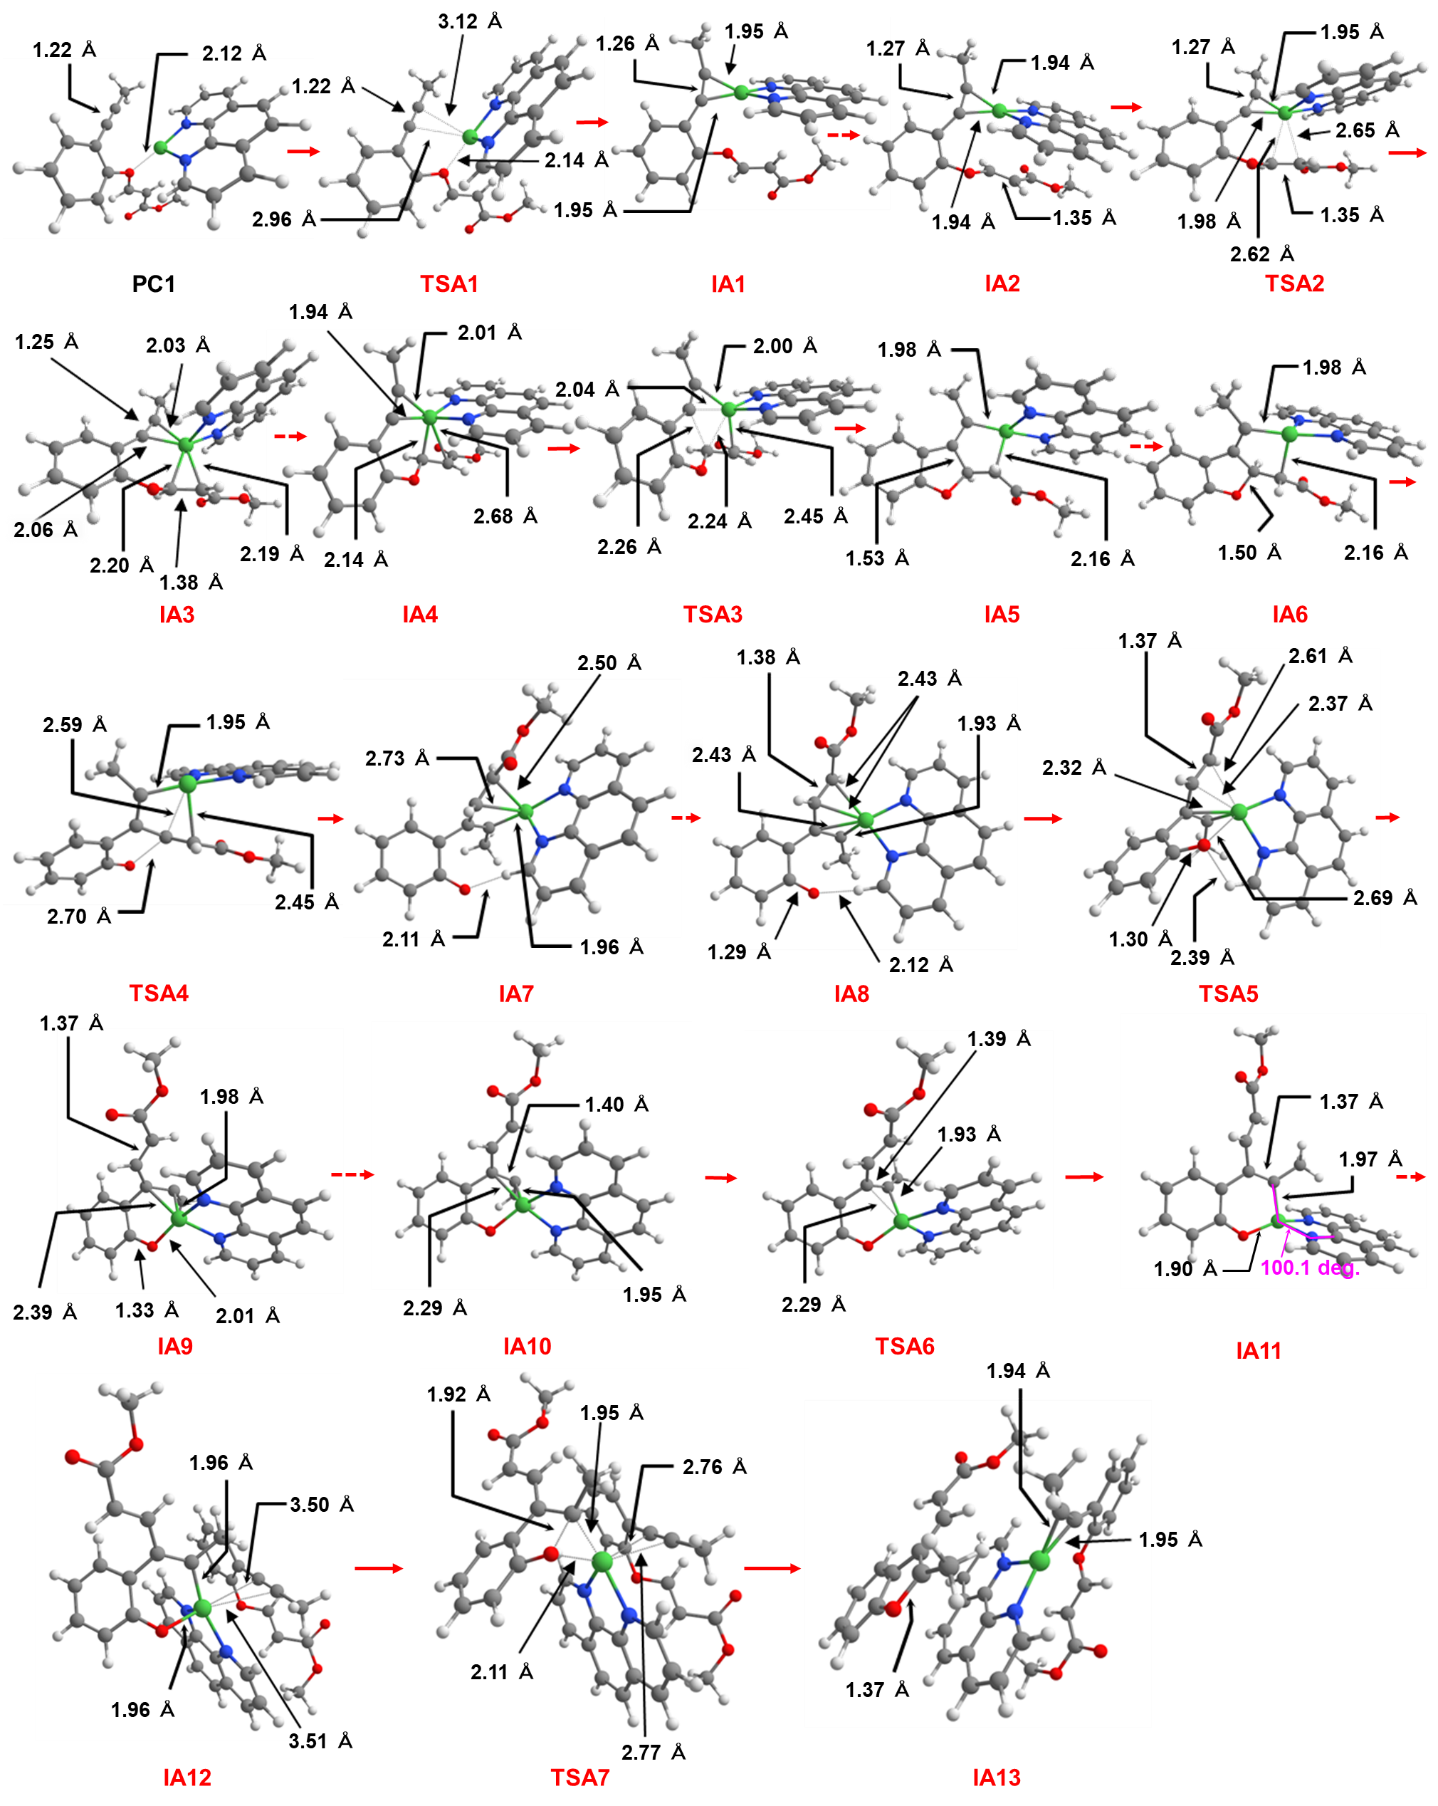 1.22 Å
2.12 Å
PC1
3.12 Å
1.22 Å
2.14 Å
2.96 Å
TSA1
1.26 Å
1.95 Å
1.95 Å
IA1
1.27 Å
1.94 Å
1.94 Å
1.35 Å
IA2
1.27 Å
1.95 Å
2.65 Å
1.98 Å
1.35 Å
2.62 Å
TSA2
1.25 Å
2.03 Å
2.06 Å
2.20 Å
1.38 Å
2.19 Å
IA3
1.94 Å
2.01 Å
2.14 Å
2.68 Å
IA4
2.00 Å
2.04 Å
2.26 Å
2.24 Å
2.45 Å
TSA3
1.98 Å
1.53 Å
2.16 Å
IA5
1.98 Å
1.50 Å
2.16 Å
IA6
2.59 Å
1.95 Å
2.70 Å
2.45 Å
TSA4
2.50 Å
2.73 Å
2.11 Å
1.96 Å
IA7
1.38 Å
2.43 Å
2.43 Å
1.93 Å
1.29 Å
2.12 Å
IA8
1.37 Å
2.61 Å
2.37 Å
2.32 Å
2.69 Å
1.30 Å
2.39 Å
TSA5
1.37 Å
1.98 Å
2.39 Å
1.33 Å
2.01 Å
IA9
1.40 Å
2.29 Å
1.95 Å
IA10
1.39 Å
1.93 Å
2.29 Å
TSA6
1.37 Å
1.97 Å
1.90 Å
100.1 deg.
IA11
1.96 Å
3.50 Å
1.96 Å
3.51 Å
IA12
1.92 Å
1.95 Å
2.76 Å
2.11 Å
2.77 Å
TSA7
1.94 Å
1.95 Å
1.37 Å
IA13